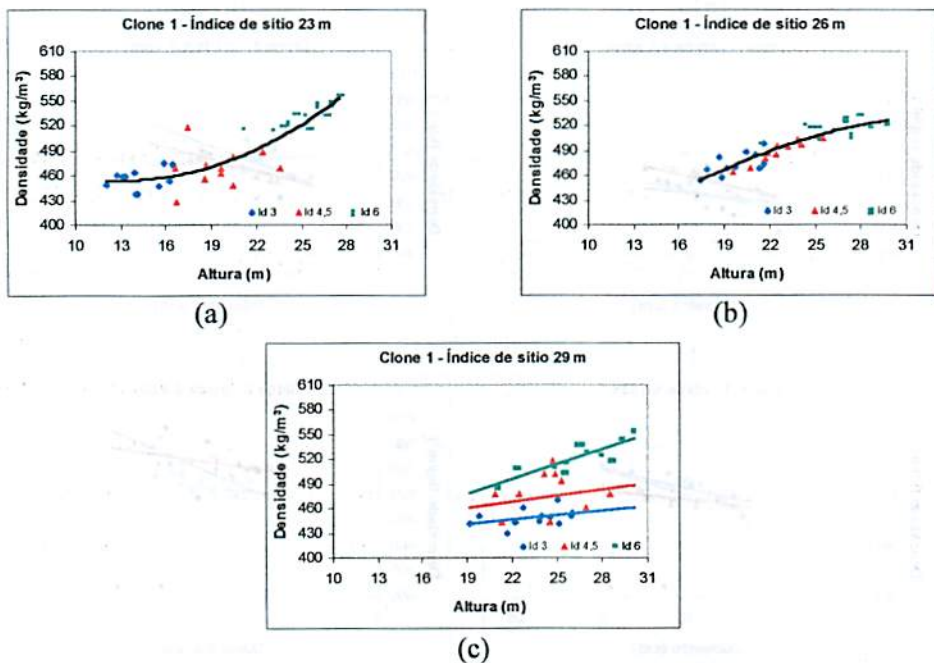 Clone 1 - Índice de sítio 23 m
Densidade (kg/m³)
610
570
530
490
450
430
400
Id 3
Id 4,5
Id 6
10
13
16
19
22
25
28
31
Altura (m)
(a)
Clone 1 - Índice de sítio 26 m
Densidade (kg/m³)
610
580
550
520
490
460
430
400
Id 3
Id 4,5
Id 6
10
13
16
19
22
25
28
31
Altura (m)
(b)
Clone 1 - Índice de sítio 29 m
Densidade (kg/m³)
610
580
550
520
490
460
430
400
Id 3
Id 4,5
Id 6
10
13
16
19
22
25
28
31
Altura (m)
(c)